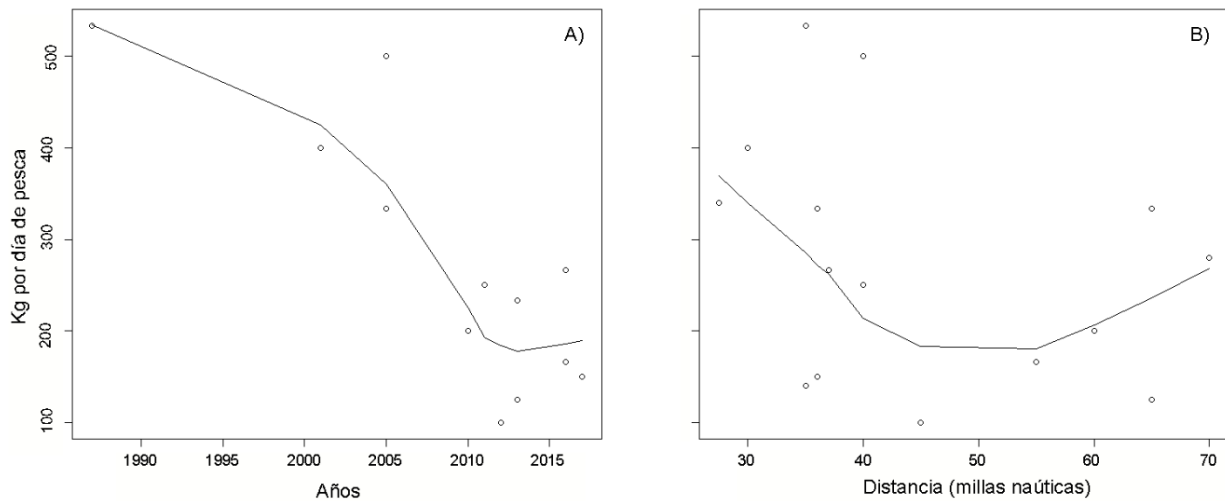 A)
B)
Kg por día de pesca
500
400
300
200
100
1990 1995 2000 2005 2010 2015
Años
30 40 50 60 70
Distancia (millas naúticas)